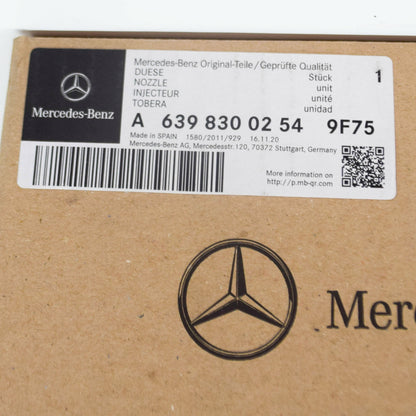 Mercedes-Benz
Mercedes-Benz Original-Teile/Geprüfte Qualität
DUESE Stück 1
NOZZLE unit
INJECTEUR unité
TOBERA unidad
A 639 830 02 54 9F75
Made in SPAIN 1580/2011/929 16.11.20
Mercedes-Benz AG, Mercedesstr.120, 70372 Stuttgart, Germany
More information on
http://p.mb-qr.com
Merc